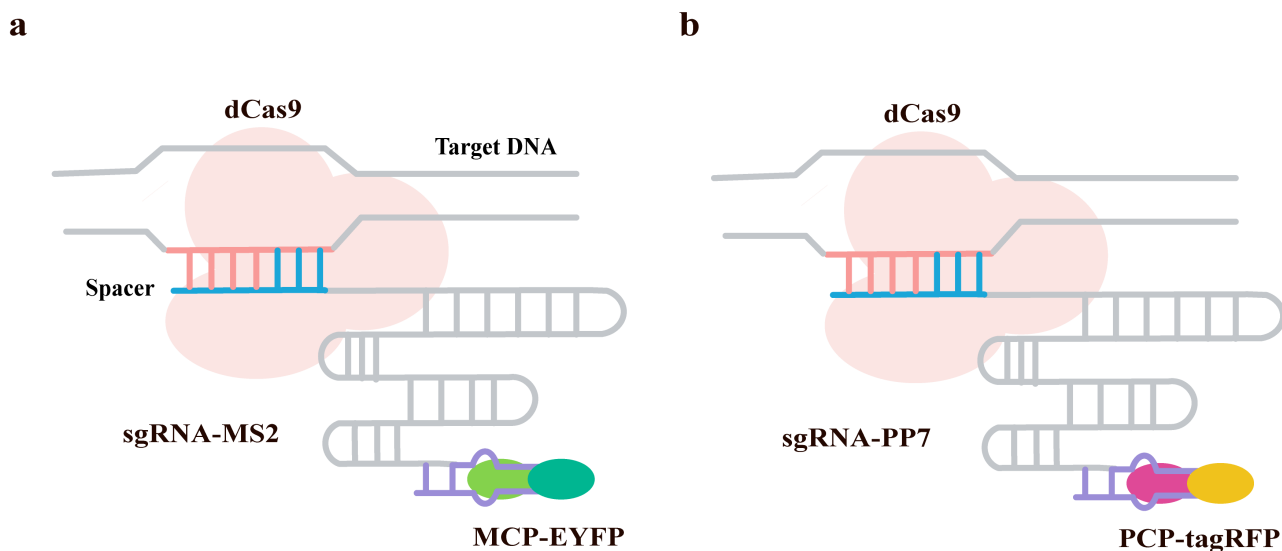 a
dCas9
Target DNA
Spacer
sgRNA-MS2
MCP-EYFP
b
dCas9
sgRNA-PP7
PCP-tagRFP